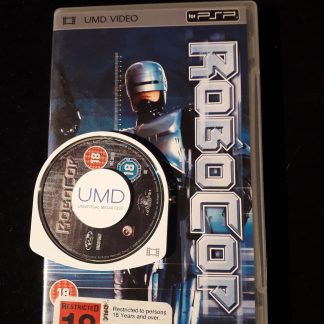 UMD VIDEO
for PSP
ROBOCOP
18
18
UMD
UNIVERSAL MEDIA DISC
ROBOCOP
18
RESTRICTED
18
Restricted to persons
18 Years and over.